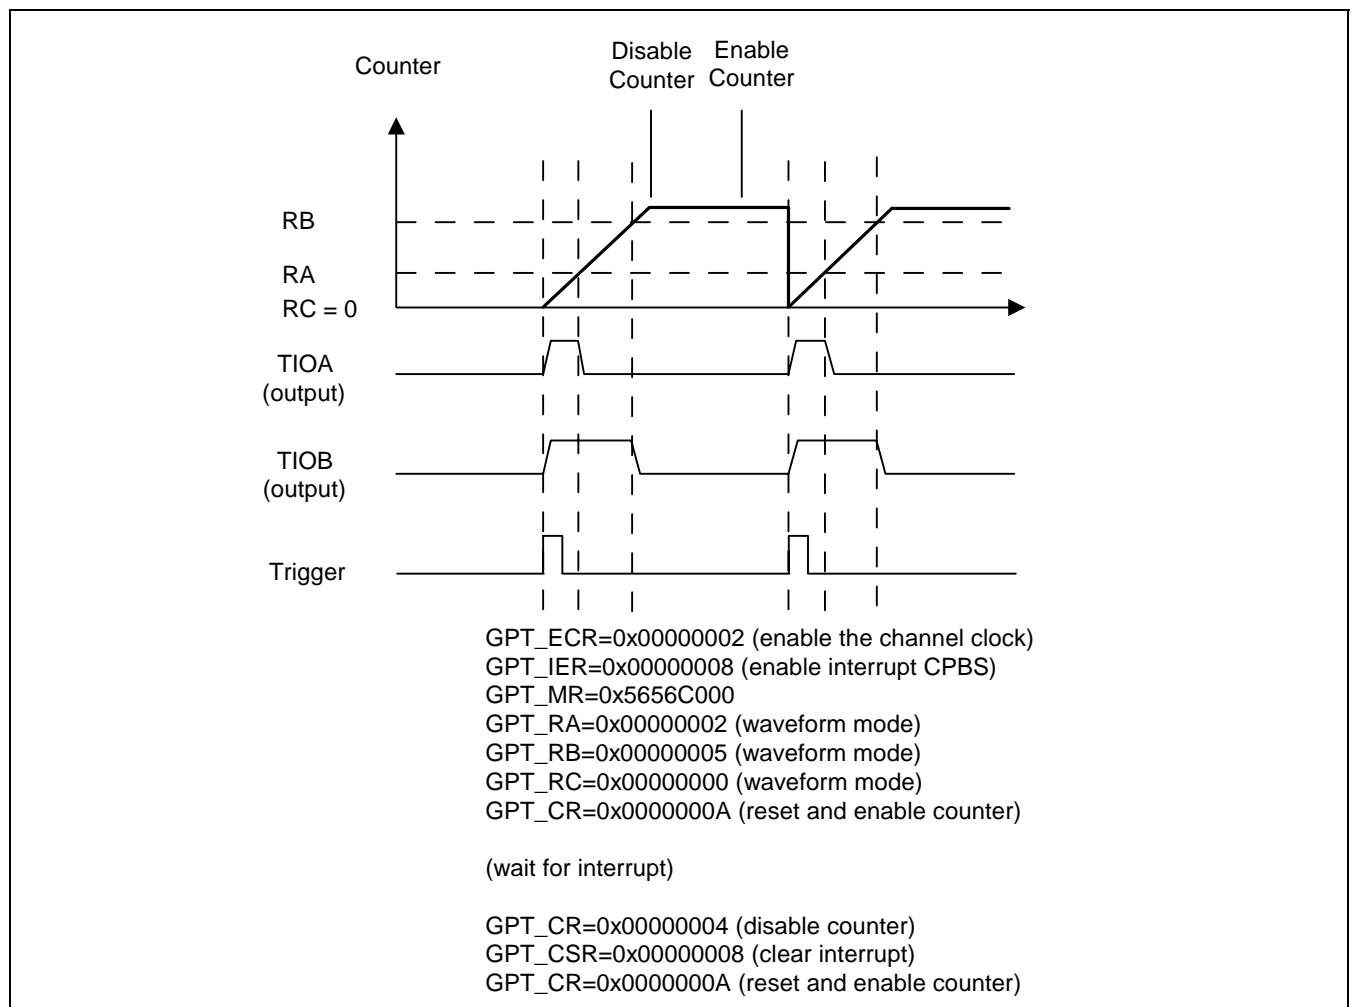 Counter
Disable
Counter
Enable
Counter
RB
RA
RC = 0
TIOA
(output)
TIOB
(output)
Trigger
GPT_ECR=0x00000002 (enable the channel clock)
GPT_IER=0x00000008 (enable interrupt CPBS)
GPT_MR=0x5656C000
GPT_RA=0x00000002 (waveform mode)
GPT_RB=0x00000005 (waveform mode)
GPT_RC=0x00000000 (waveform mode)
GPT_CR=0x0000000A (reset and enable counter)
(wait for interrupt)
GPT_CR=0x00000004 (disable counter)
GPT_CSR=0x00000008 (clear interrupt)
GPT_CR=0x0000000A (reset and enable counter)